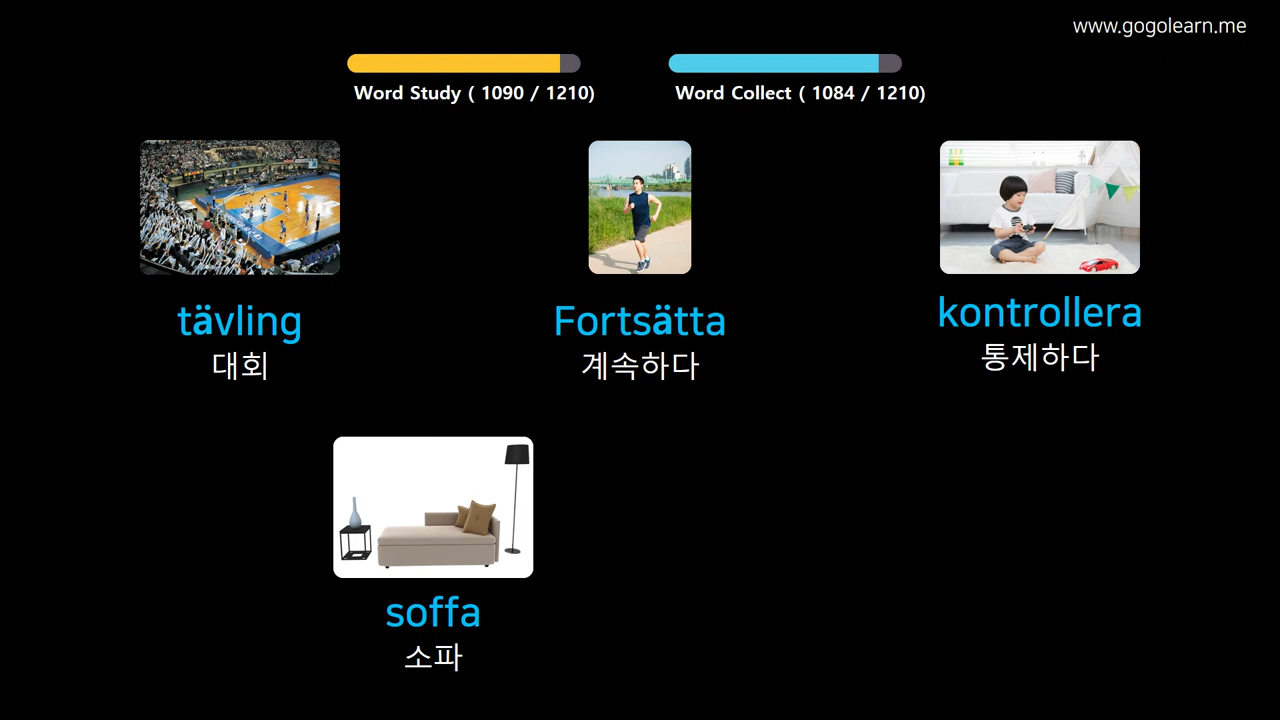 www.gogolearn.me
Word Study ( 1090 / 1210)
Word Collect ( 1084 / 1210)
tävling
대회
Fortsätta
계속하다
kontrollera
통제하다
soffa
소파